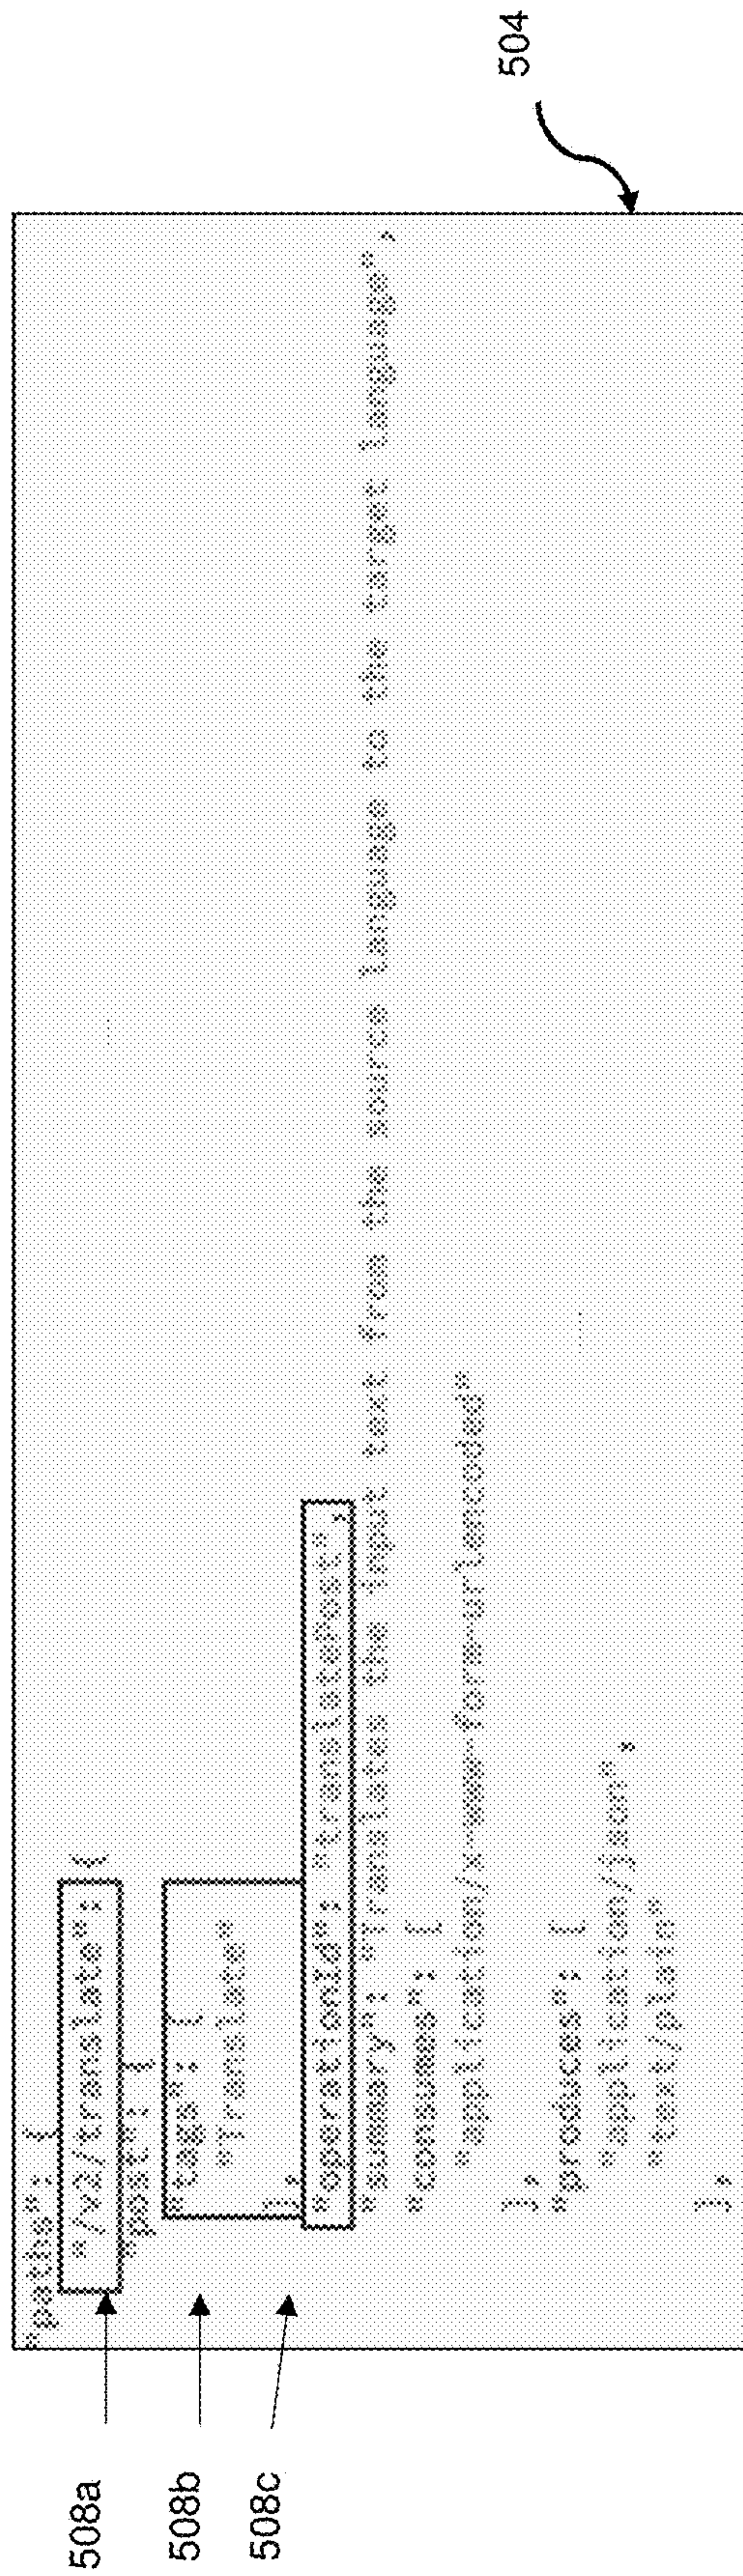 504
"paths": {
"/v2/translate": {
"post": {
"tags": [
"Translate"
],
"operationId": "translatePost",
"summary": "Translates the input text from the source language to the target language",
"consumes": [
"application/x-www-form-urlencoded"
],
"produces": [
"application/json",
"text/plain"
],
508a
508b
508c